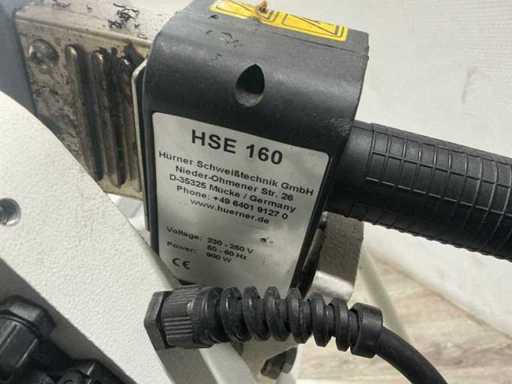 HSE 160
Hürner Schweißtechnik GmbH
Nieder-Ohmener Str. 26
D-35325 Mücke / Germany
Phone: +49 6401 9127 0
www.huerner.de
Voltage: 230 - 250 V
50 - 60 Hz
Power: 900 W
CE